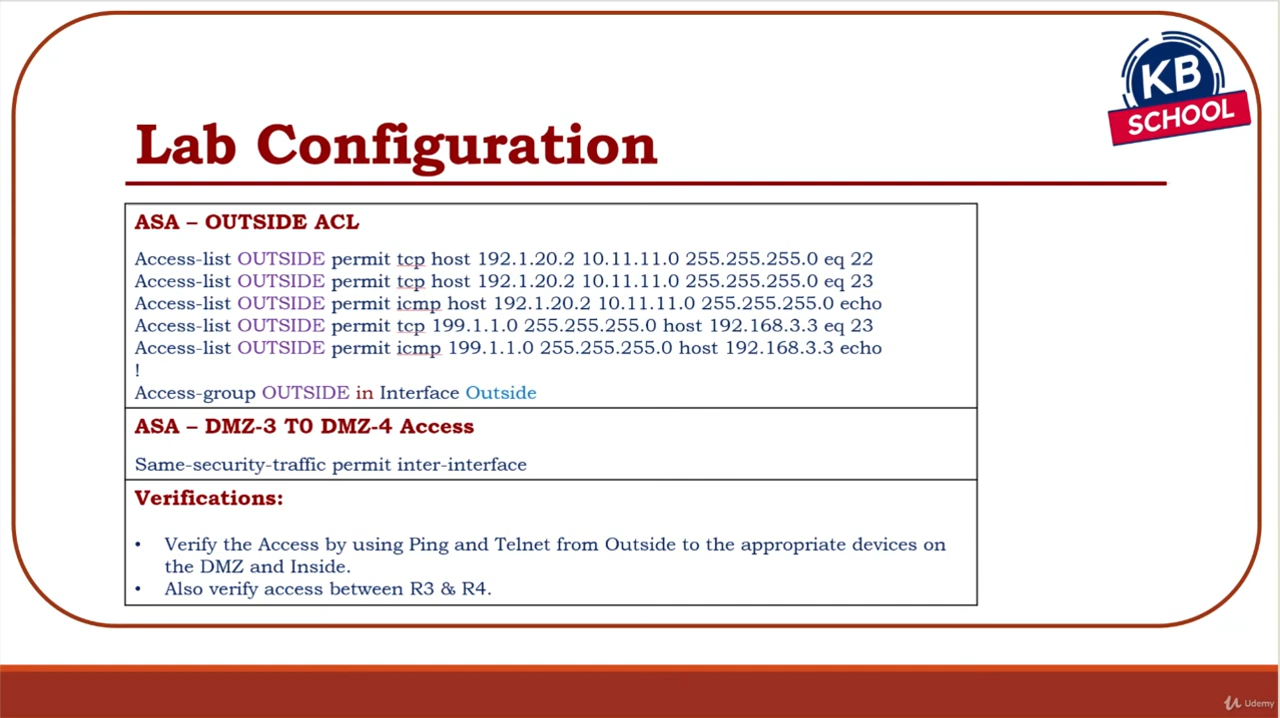 KB
SCHOOL
Lab Configuration
ASA – OUTSIDE ACL
Access-list OUTSIDE permit tcp host 192.1.20.2 10.11.11.0 255.255.255.0 eq 22
Access-list OUTSIDE permit tcp host 192.1.20.2 10.11.11.0 255.255.255.0 eq 23
Access-list OUTSIDE permit icmp host 192.1.20.2 10.11.11.0 255.255.255.0 echo
Access-list OUTSIDE permit tcp 199.1.1.0 255.255.255.0 host 192.168.3.3 eq 23
Access-list OUTSIDE permit icmp 199.1.1.0 255.255.255.0 host 192.168.3.3 echo
!
Access-group OUTSIDE in Interface Outside
ASA – DMZ-3 T0 DMZ-4 Access
Same-security-traffic permit inter-interface
Verifications:
• Verify the Access by using Ping and Telnet from Outside to the appropriate devices on
the DMZ and Inside.
• Also verify access between R3 & R4.
Udemy